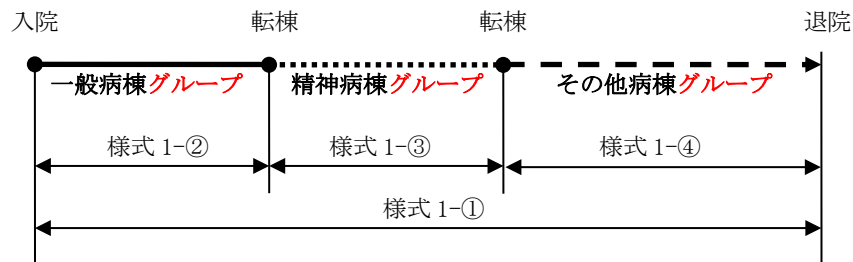 入院 転棟 転棟 退院
一般病棟グループ 精神病棟グループ その他病棟グループ
様式 1-② 様式 1-③ 様式 1-④
様式 1-①